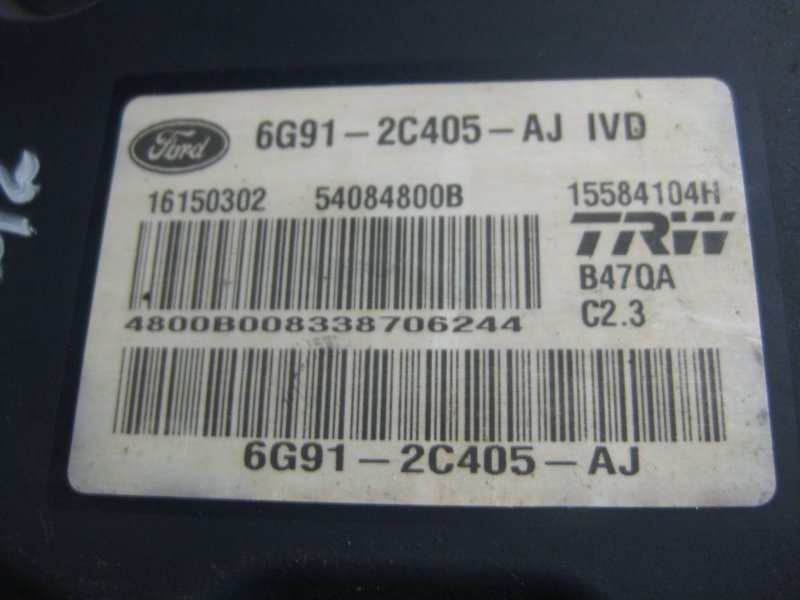 Ford 6G91-2C405-AJ IVD
16150302 54084800B 15584104H
TRW
B47QA
4800B008338706244 C2.3
6G91-2C405-AJ